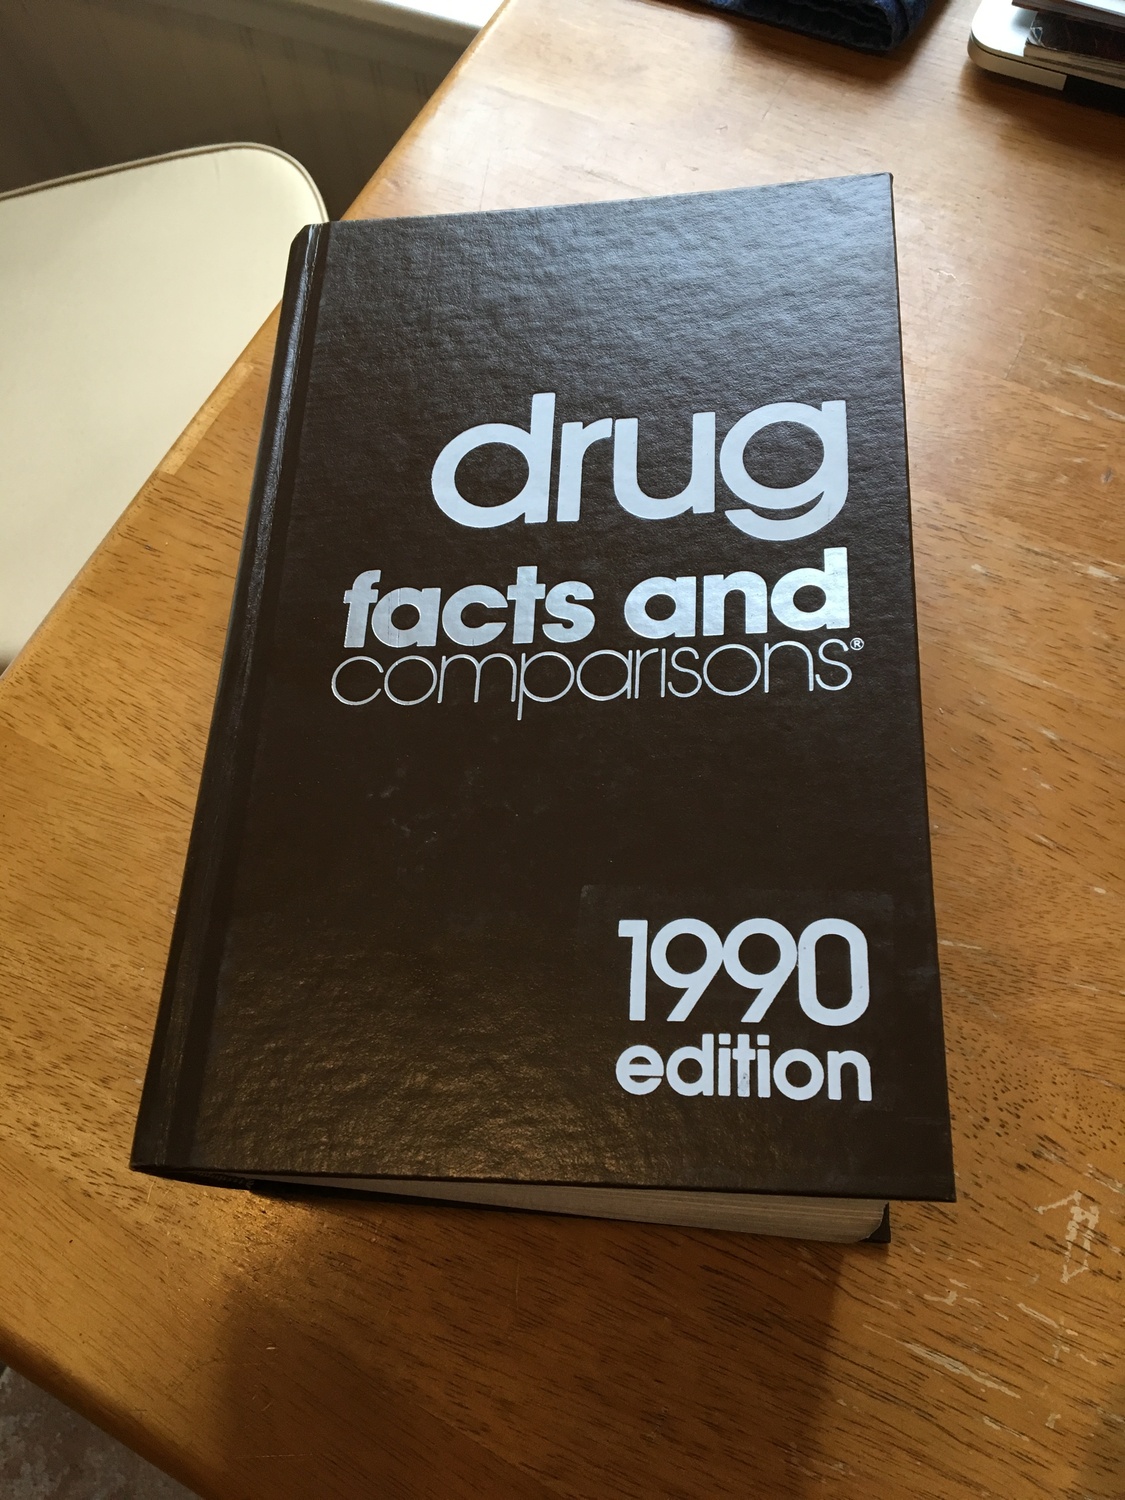 drug
facts and
comparisons®
1990
edition